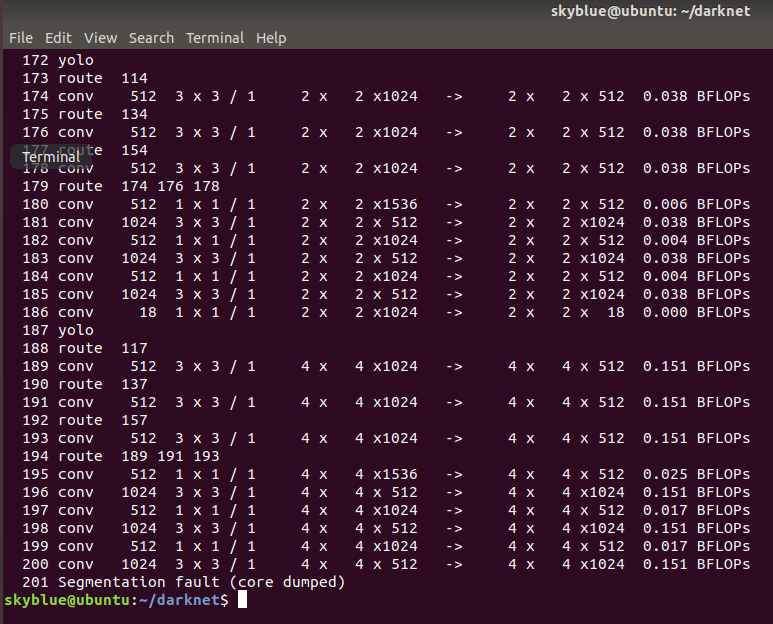 skyblue@ubuntu: ~/darknet
File Edit View Search Terminal Help
172 yolo
173 route 114
174 conv 512 3 x 3 / 1 2 x 2 x1024 -> 2 x 2 x 512 0.038 BFLOPs
175 route 134
176 conv 512 3 x 3 / 1 2 x 2 x1024 -> 2 x 2 x 512 0.038 BFLOPs
177 route 154
Terminal
178 conv 512 3 x 3 / 1 2 x 2 x1024 -> 2 x 2 x 512 0.038 BFLOPs
179 route 174 176 178
180 conv 512 1 x 1 / 1 2 x 2 x1536 -> 2 x 2 x 512 0.006 BFLOPs
181 conv 1024 3 x 3 / 1 2 x 2 x 512 -> 2 x 2 x1024 0.038 BFLOPs
182 conv 512 1 x 1 / 1 2 x 2 x1024 -> 2 x 2 x 512 0.004 BFLOPs
183 conv 1024 3 x 3 / 1 2 x 2 x 512 -> 2 x 2 x1024 0.038 BFLOPs
184 conv 512 1 x 1 / 1 2 x 2 x1024 -> 2 x 2 x 512 0.004 BFLOPs
185 conv 1024 3 x 3 / 1 2 x 2 x 512 -> 2 x 2 x1024 0.038 BFLOPs
186 conv 18 1 x 1 / 1 2 x 2 x1024 -> 2 x 2 x 18 0.000 BFLOPs
187 yolo
188 route 117
189 conv 512 3 x 3 / 1 4 x 4 x1024 -> 4 x 4 x 512 0.151 BFLOPs
190 route 137
191 conv 512 3 x 3 / 1 4 x 4 x1024 -> 4 x 4 x 512 0.151 BFLOPs
192 route 157
193 conv 512 3 x 3 / 1 4 x 4 x1024 -> 4 x 4 x 512 0.151 BFLOPs
194 route 189 191 193
195 conv 512 1 x 1 / 1 4 x 4 x1536 -> 4 x 4 x 512 0.025 BFLOPs
196 conv 1024 3 x 3 / 1 4 x 4 x 512 -> 4 x 4 x1024 0.151 BFLOPs
197 conv 512 1 x 1 / 1 4 x 4 x1024 -> 4 x 4 x 512 0.017 BFLOPs
198 conv 1024 3 x 3 / 1 4 x 4 x 512 -> 4 x 4 x1024 0.151 BFLOPs
199 conv 512 1 x 1 / 1 4 x 4 x1024 -> 4 x 4 x 512 0.017 BFLOPs
200 conv 1024 3 x 3 / 1 4 x 4 x 512 -> 4 x 4 x1024 0.151 BFLOPs
201 Segmentation fault (core dumped)
skyblue@ubuntu:~/darknet$